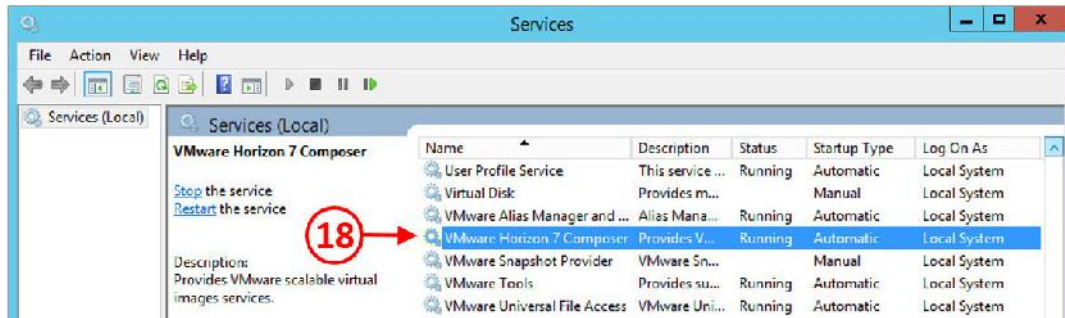 Services
File Action View Help
Services (Local)
Services (Local)
VMware Horizon 7 Composer
Stop the service
Restart the service
Description:
Provides VMware scalable virtual
images services.
18
Name Description Status Startup Type Log On As
User Profile Service This service ... Running Automatic Local System
Virtual Disk Provides m... Manual Local System
VMware Alias Manager and ... Alias Mana... Running Automatic Local System
VMware Horizon 7 Composer Provides V... Running Automatic Local System
VMware Snapshot Provider VMware Sn... Manual Local System
VMware Tools Provides su... Running Automatic Local System
VMware Universal File Access VMware Uni... Running Automatic Local System